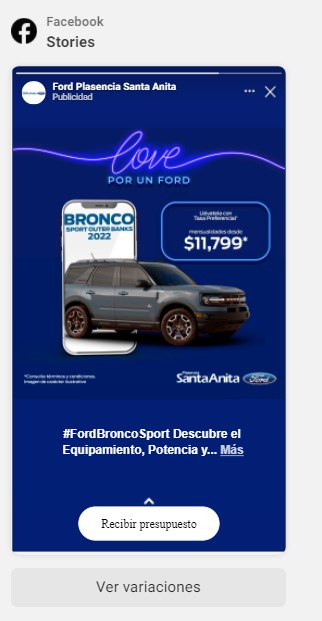 Facebook
Stories
Ford Plasencia Santa Anita
Publicidad
love
POR UN FORD
BRONCO
SPORT OUTER BANKS
2022
Llévatela con
Tasa Preferencial*
mensualidades desde
$11,799*
*Consulta términos y condiciones.
Imagen de carácter ilustrativo
Plasencia
Santa Anita Ford
#FordBroncoSport Descubre el
Equipamiento, Potencia y... Más
Recibir presupuesto
Ver variaciones